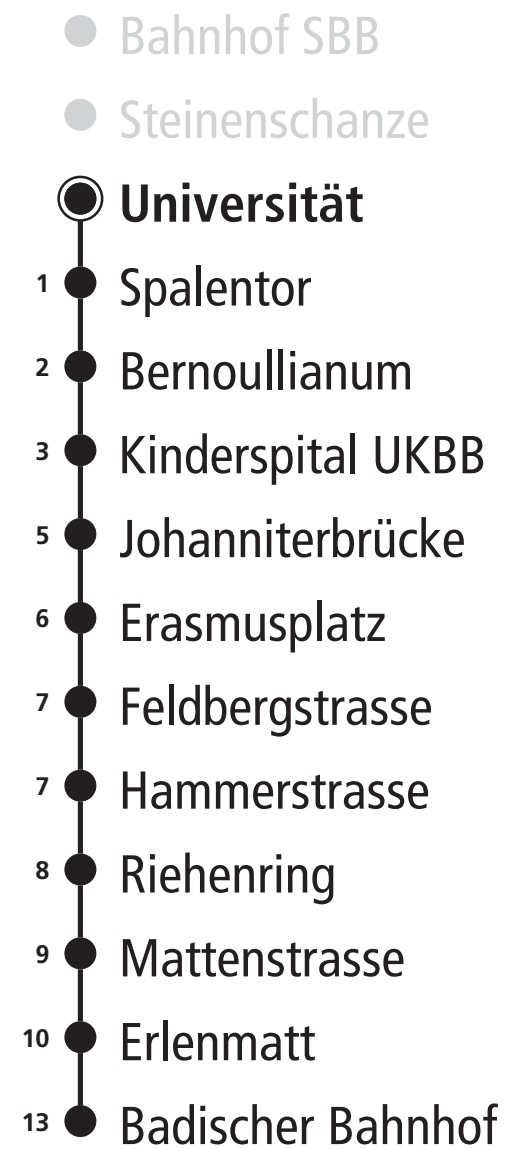 Bahnhof SBB
Steinenschanze
Universität
1 Spalentor
2 Bernoullianum
3 Kinderspital UKBB
5 Johanniterbrücke
6 Erasmusplatz
7 Feldbergstrasse
7 Hammerstrasse
8 Riehenring
9 Mattenstrasse
10 Erlenmatt
13 Badischer Bahnhof